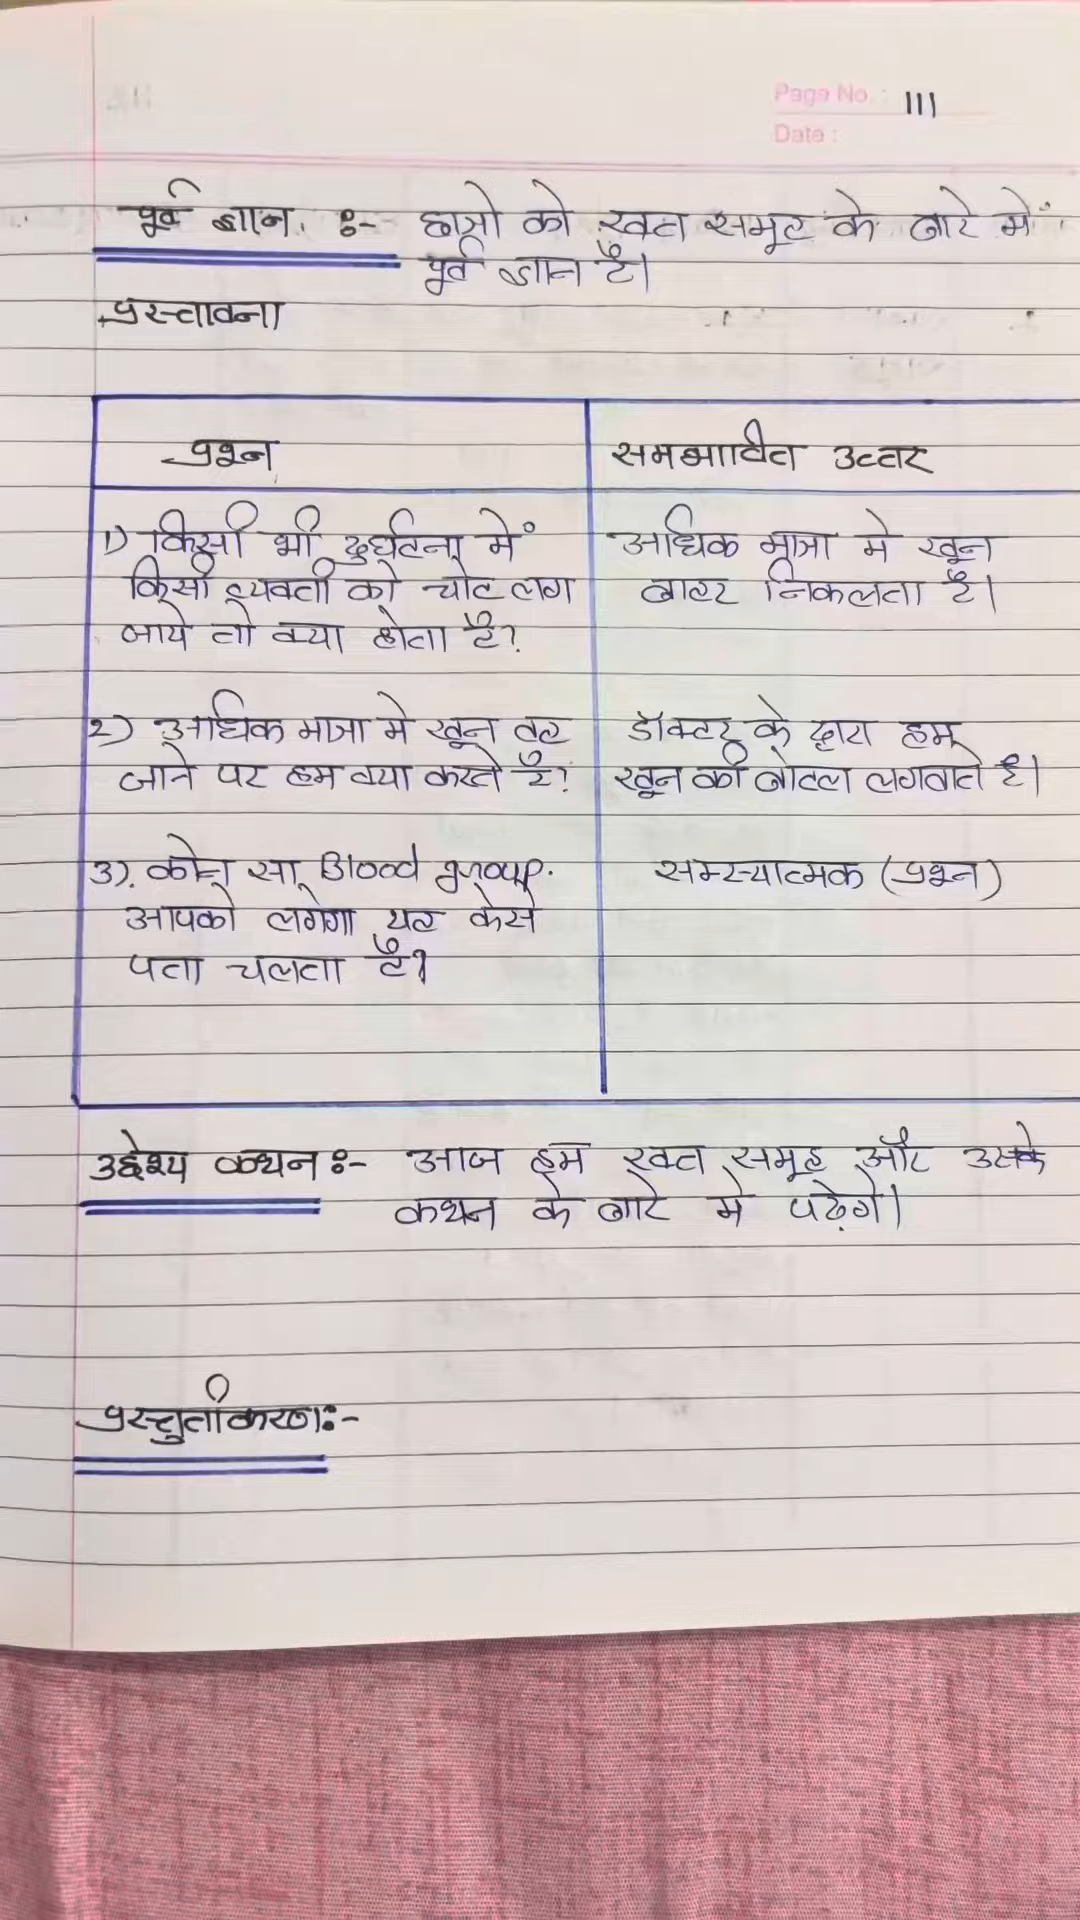 Page No. : 111
Date :
पूर्व ज्ञान :- छात्रो को रक्त समूह के बारे में
पूर्व ज्ञान है।
प्रस्तावना
प्रश्न
सम्भावित उत्तर
1) किसी भी दुर्घटना में
किसी व्यक्ती को चोट लग
जाये तो क्या होता है?
अधिक मात्रा मे खून
बाहर निकलता है।
2) अधिक मात्रा मे खून बह
जाने पर हम क्या करते है?
डॉक्टर के द्वारा हम
खून की बोटल लगवाते है।
3). कोन सा Blood group.
आपको लगेगा यह केसे
पता चलता है?
समस्यात्मक (प्रश्न)
उद्देश्य कथन :- आज हम रक्त समूह और उसके
कथन के बारे मे पढ़ेगे।
प्रस्तुतीकरण :-